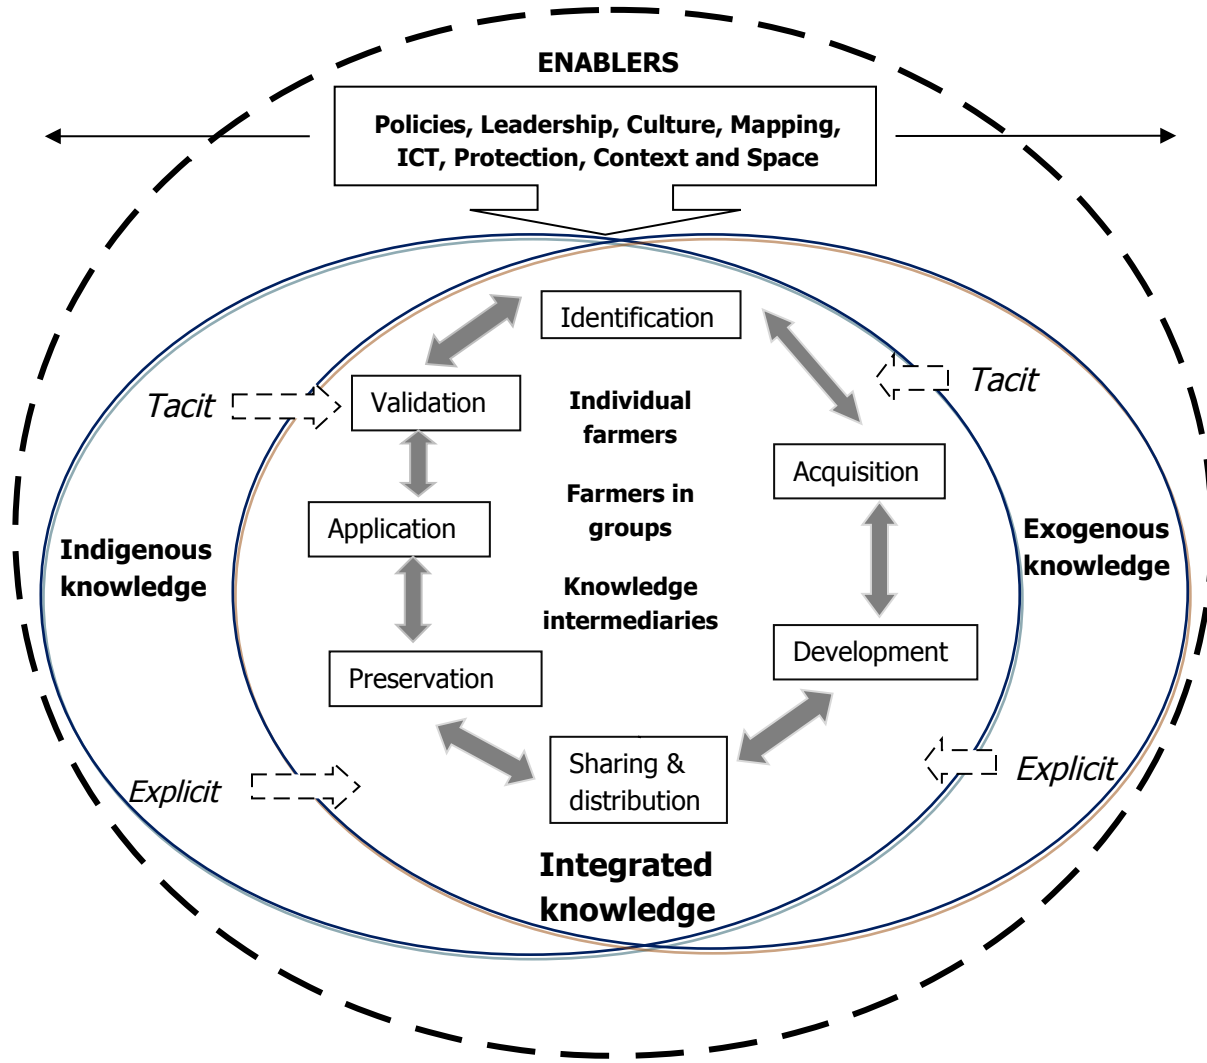 ENABLERS
Policies, Leadership, Culture, Mapping,
ICT, Protection, Context and Space
Identification
Tacit
Validation
Individual
farmers
Tacit
Acquisition
Application
Farmers in
groups
Indigenous
knowledge
Exogenous
knowledge
Knowledge
intermediaries
Preservation
Development
Explicit
Sharing &
distribution
Explicit
Integrated
knowledge